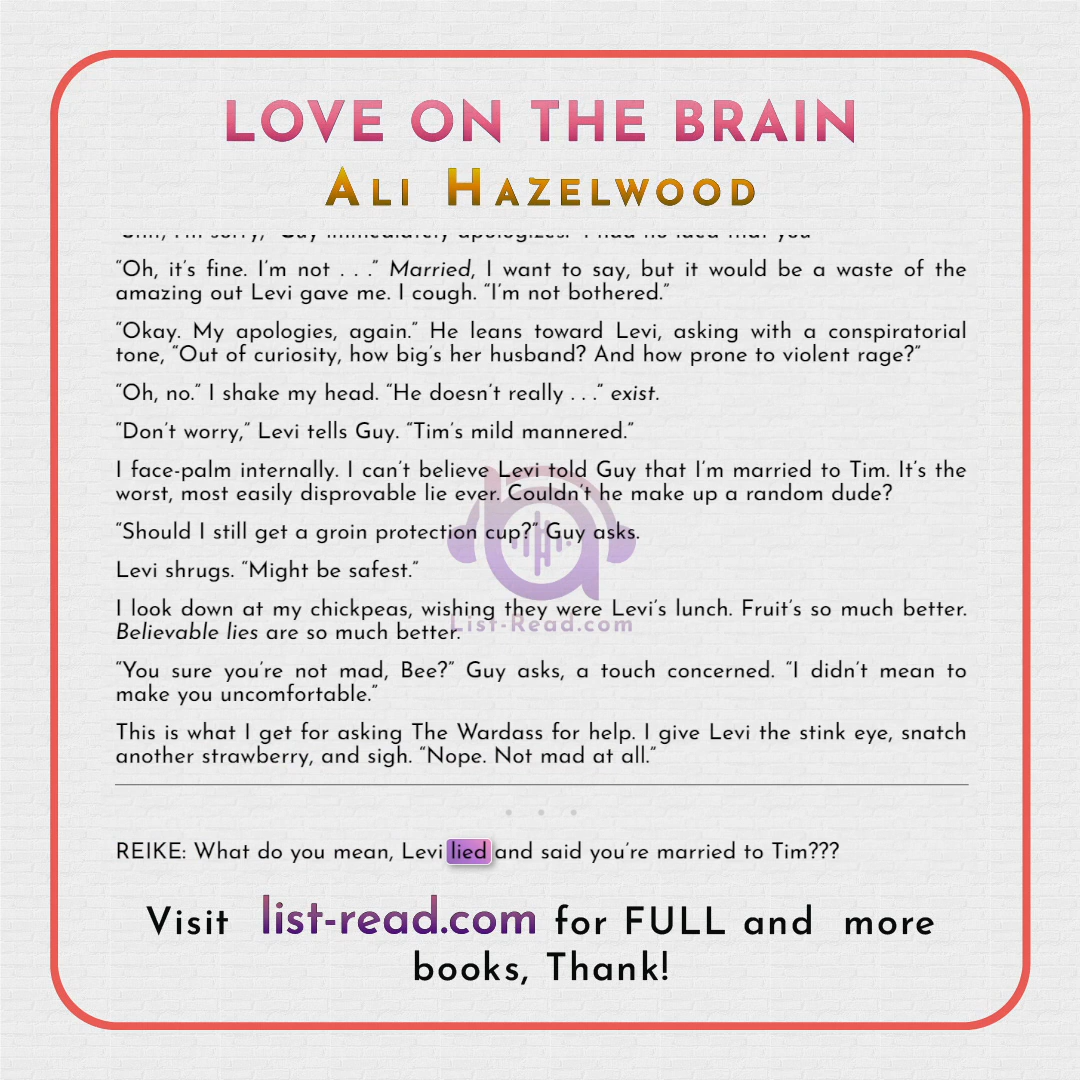 LOVE ON THE BRAIN
ALI HAZELWOOD
“Oh, it’s fine. I’m not . . .” Married, I want to say, but it would be a waste of the
amazing out Levi gave me. I cough. “I’m not bothered.”
“Okay. My apologies, again.” He leans toward Levi, asking with a conspiratorial
tone, “Out of curiosity, how big’s her husband? And how prone to violent rage?”
“Oh, no.” I shake my head. “He doesn’t really . . .” exist.
“Don’t worry,” Levi tells Guy. “Tim’s mild mannered.”
I face-palm internally. I can’t believe Levi told Guy that I’m married to Tim. It’s the
worst, most easily disprovable lie ever. Couldn’t he make up a random dude?
“Should I still get a groin protection cup?” Guy asks.
Levi shrugs. “Might be safest.”
I look down at my chickpeas, wishing they were Levi’s lunch. Fruit’s so much better.
List-Read.com
Believable lies are so much better.
“You sure you’re not mad, Bee?” Guy asks, a touch concerned. “I didn’t mean to
make you uncomfortable.”
This is what I get for asking The Wardass for help. I give Levi the stink eye, snatch
another strawberry, and sigh. “Nope. Not mad at all.”
• • •
REIKE: What do you mean, Levi lied and said you’re married to Tim???
Visit list-read.com for FULL and more
books, Thank!